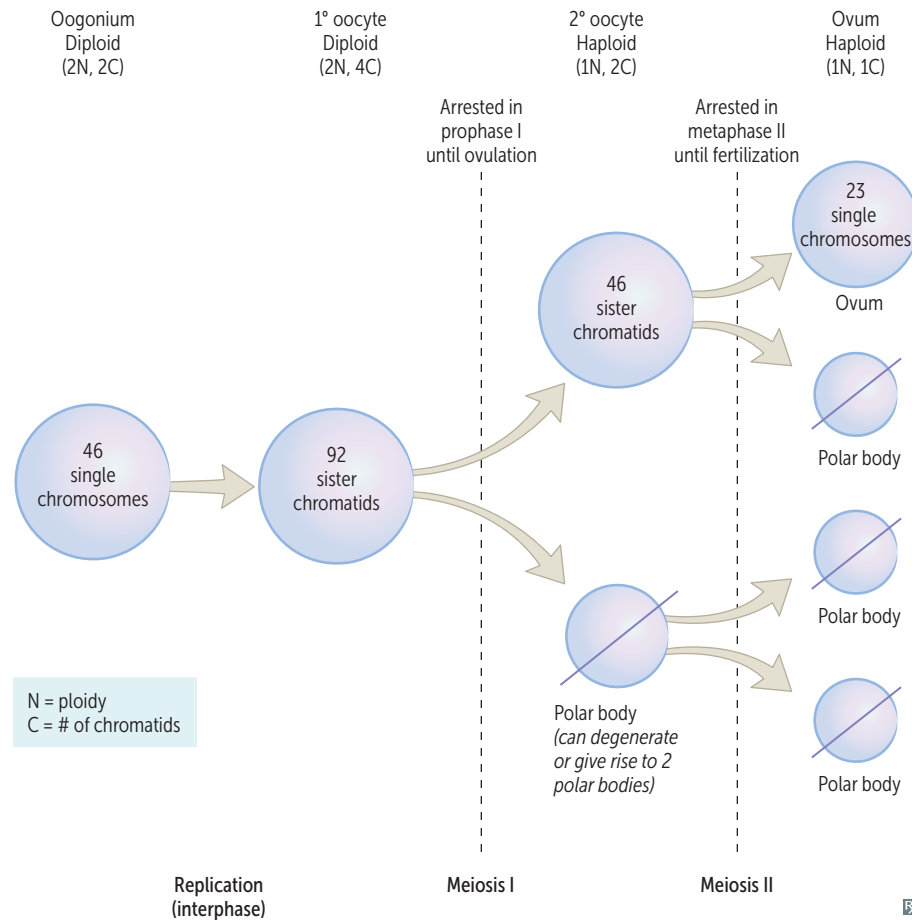 Oogonium
Diploid
(2N, 2C)
1° oocyte
Diploid
(2N, 4C)
2° oocyte
Haploid
(1N, 2C)
Ovum
Haploid
(1N, 1C)
Arrested in
prophase I
until ovulation
Arrested in
metaphase II
until fertilization
23
single
chromosomes
Ovum
46
sister
chromatids
Polar body
46
single
chromosomes
92
sister
chromatids
Polar body
Polar body
(can degenerate
or give rise to 2
polar bodies)
Polar body
N = ploidy
C = # of chromatids
Replication
(interphase)
Meiosis I
Meiosis II